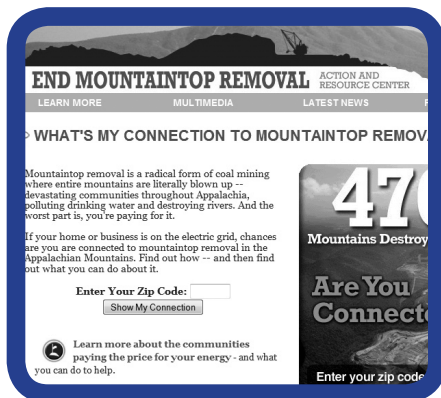 END MOUNTAINTOP REMOVAL ACTION AND
RESOURCE CENTER
LEARN MORE MULTIMEDIA LATEST NEWS
WHAT'S MY CONNECTION TO MOUNTAINTOP REMOV
Mountaintop removal is a radical form of coal mining
where entire mountains are literally blown up --
devastating communities throughout Appalachia,
polluting drinking water and destroying rivers. And the
worst part is, you're paying for it.
If your home or business is on the electric grid, chances
are you are connected to mountaintop removal in the
Appalachian Mountains. Find out how -- and then find
out what you can do about it.
Enter Your Zip Code:
Show My Connection
Learn more about the communities
paying the price for your energy - and what
you can do to help.
470
Mountains Destroy
Are You
Connect
Enter your zip code